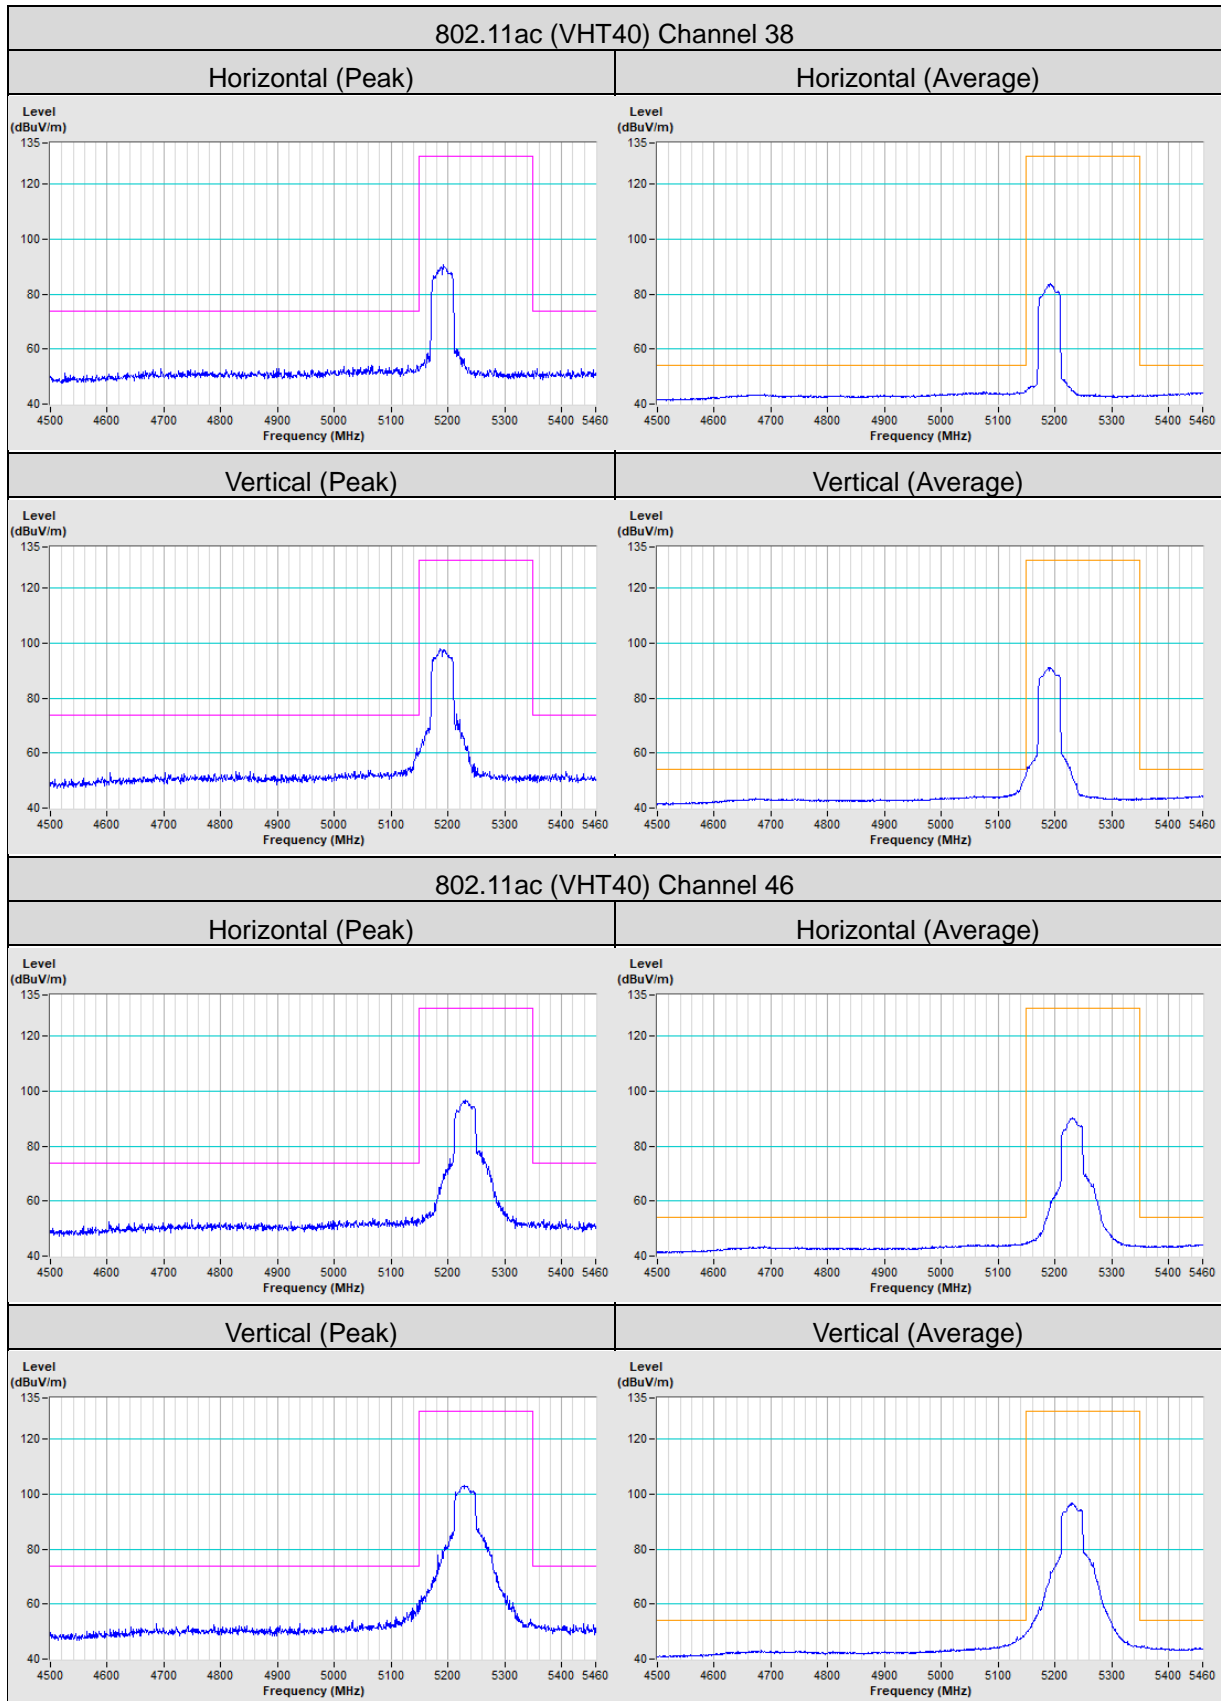 802.11ac (VHT40) Channel 38
Horizontal (Peak) Horizontal (Average)
Level Level
(dBuV/m) (dBuV/m)
135 135
120 120
100 100
80 80
60 60
40 40
4500 4600 4700 4800 4900 5000 5100 5200 5300 5400 5460 4500 4600 4700 4800 4900 5000 5100 5200 5300 5400 5460
Frequency (MHz) Frequency (MHz)
Vertical (Peak) Vertical (Average)
Level Level
(dBuV/m) (dBuV/m)
135 135
120 120
100 100
80 80
60 60
40 40
4500 4600 4700 4800 4900 5000 5100 5200 5300 5400 5460 4500 4600 4700 4800 4900 5000 5100 5200 5300 5400 5460
Frequency (MHz) Frequency (MHz)
802.11ac (VHT40) Channel 46
Horizontal (Peak) Horizontal (Average)
Level Level
(dBuV/m) (dBuV/m)
135 135
120 120
100 100
80 80
60 60
40 40
4500 4600 4700 4800 4900 5000 5100 5200 5300 5400 5460 4500 4600 4700 4800 4900 5000 5100 5200 5300 5400 5460
Frequency (MHz) Frequency (MHz)
Vertical (Peak) Vertical (Average)
Level Level
(dBuV/m) (dBuV/m)
135 135
120 120
100 100
80 80
60 60
40 40
4500 4600 4700 4800 4900 5000 5100 5200 5300 5400 5460 4500 4600 4700 4800 4900 5000 5100 5200 5300 5400 5460
Frequency (MHz) Frequency (MHz)